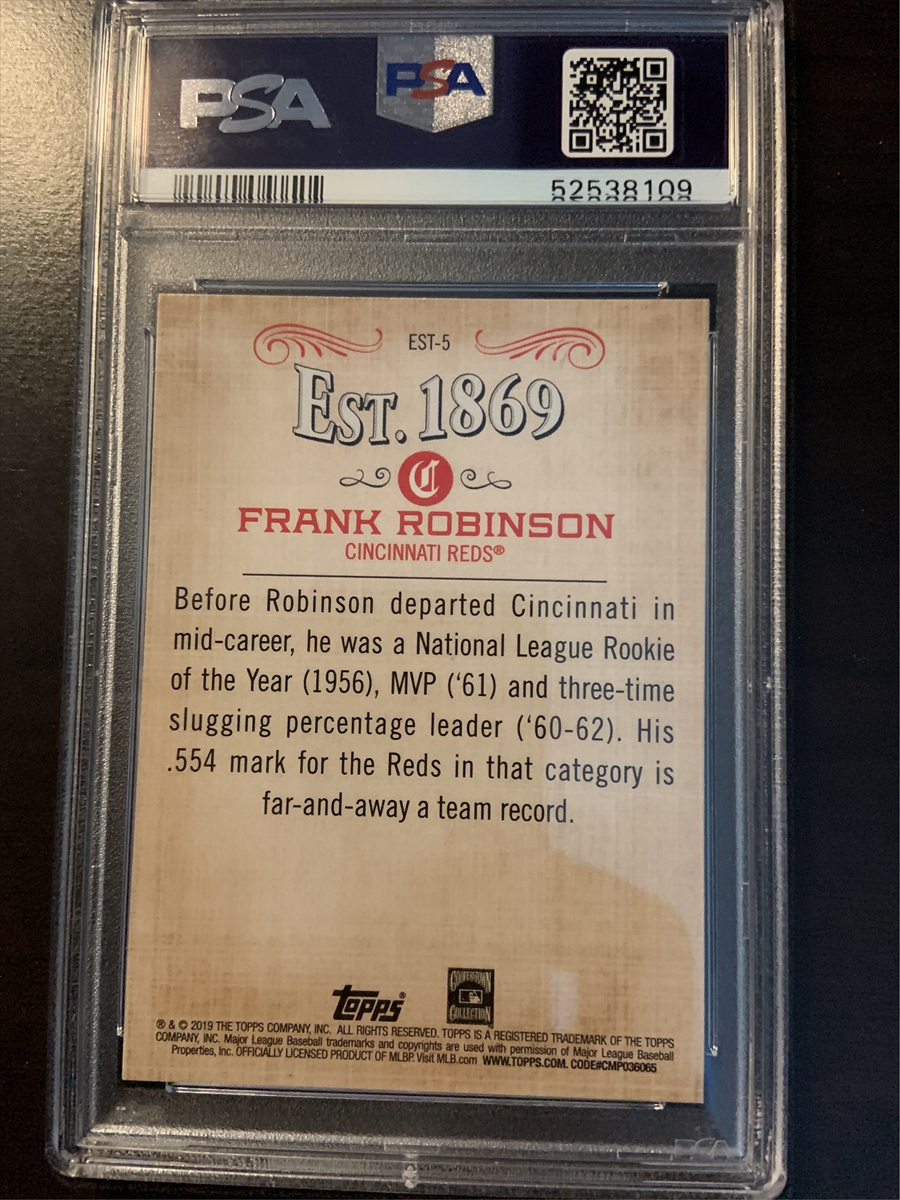 PSA PSA
52538109
EST-5
EST. 1869
C
FRANK ROBINSON
CINCINNATI REDS®
Before Robinson departed Cincinnati in
mid-career, he was a National League Rookie
of the Year (1956), MVP (‘61) and three-time
slugging percentage leader (‘60-62). His
.554 mark for the Reds in that category is
far-and-away a team record.
topps®
COOPERSTOWN
COLLECTION
® & © 2019 THE TOPPS COMPANY, INC. ALL RIGHTS RESERVED. TOPPS IS A REGISTERED TRADEMARK OF THE TOPPS
COMPANY, INC. Major League Baseball trademarks and copyrights are used with permission of Major League Baseball
Properties, Inc. OFFICIALLY LICENSED PRODUCT OF MLBP. Visit MLB.com WWW.TOPPS.COM. CODE#CMP036065
PSA